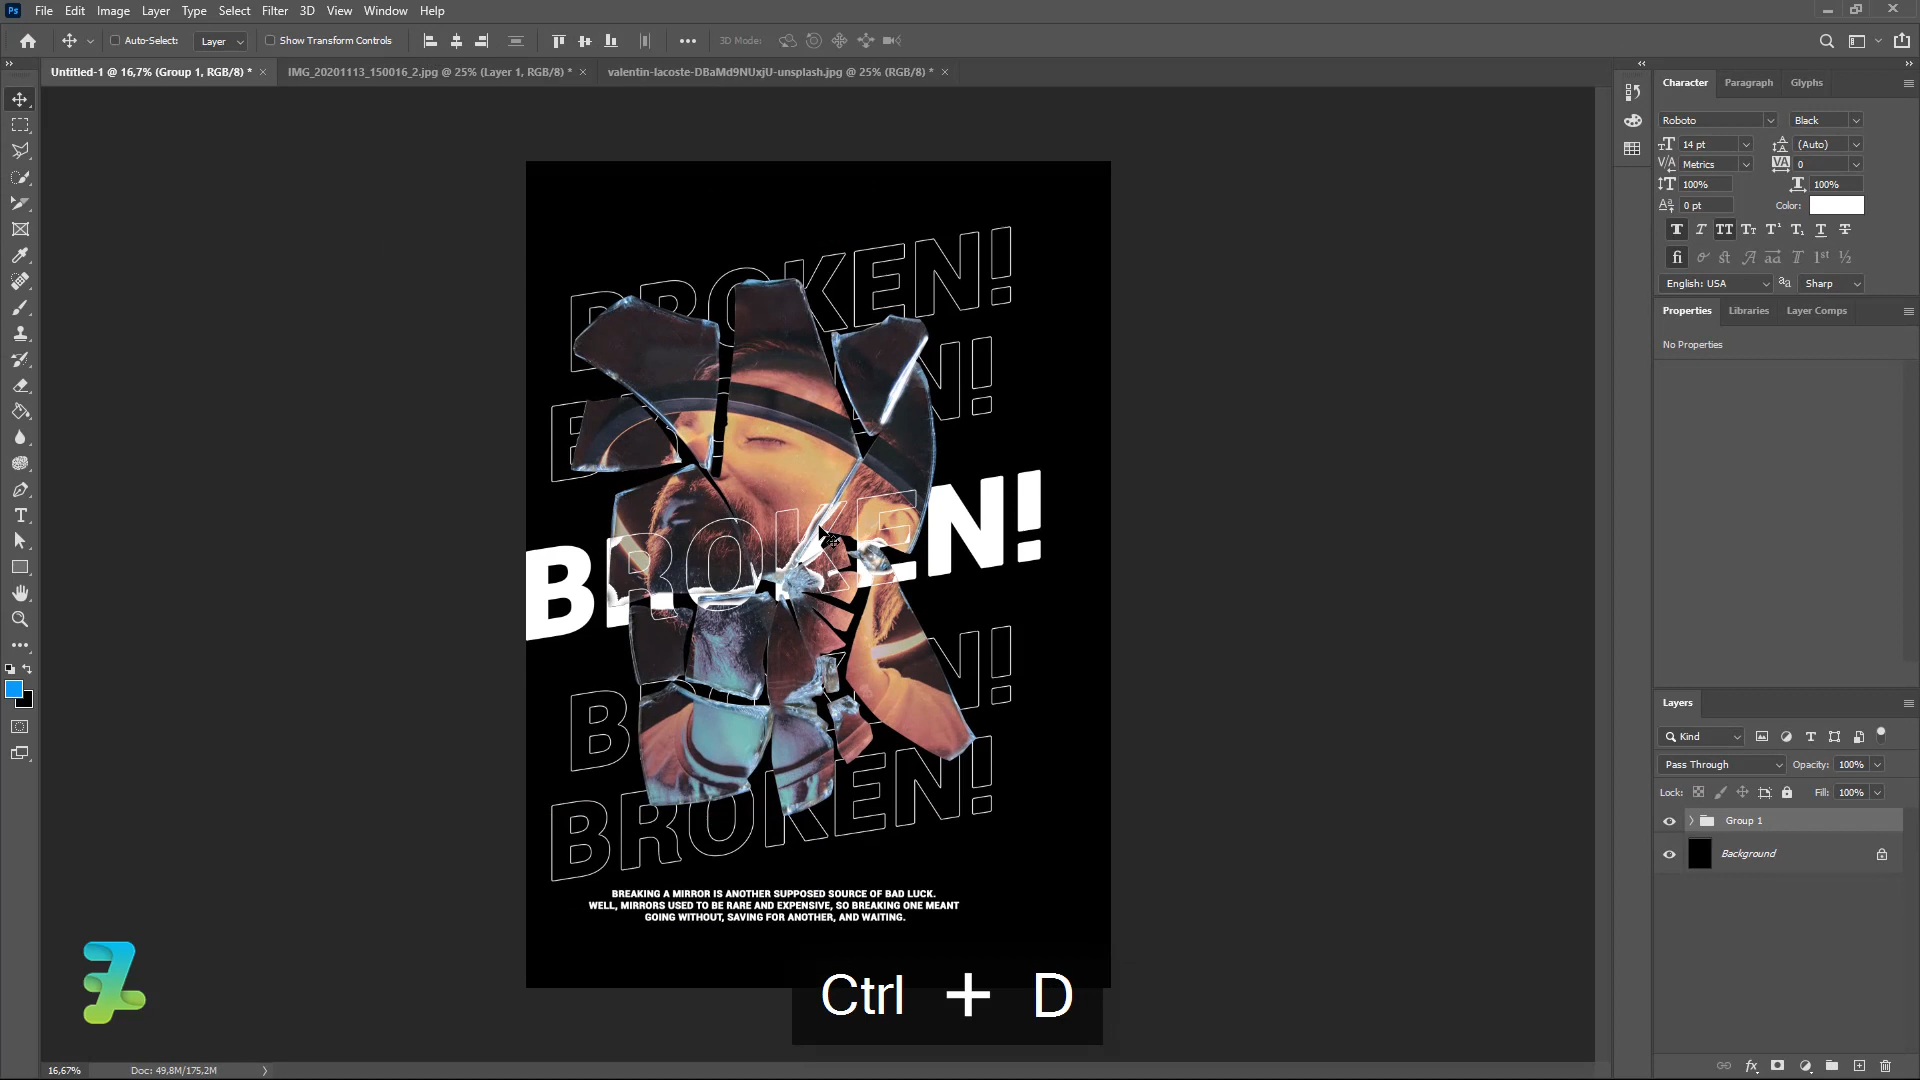 Ps File Edit Image Layer Type Select Filter 3D View Window Help
Auto-Select: Layer Show Transform Controls 3D Mode:
Untitled-1 @ 16,7% (Group 1, RGB/8) * IMG_20201113_150016_2.jpg @ 25% (Layer 1, RGB/8) * valentin-lacoste-DBaMd9NUxjU-unsplash.jpg @ 25% (RGB/8) *
Character Paragraph Glyphs
Roboto Black
14 pt (Auto)
Metrics 0
100% 100%
0 pt Color:
English: USA Sharp
Properties Libraries Layer Comps
No Properties
BROKEN!
BROKEN!
BROKEN!
BROKEN!
BREAKING A MIRROR IS ANOTHER SUPPOSED SOURCE OF BAD LUCK.
WELL, MIRRORS USED TO BE RARE AND EXPENSIVE, SO BREAKING ONE MEANT
GOING WITHOUT, SAVING FOR ANOTHER, AND WAITING.
Layers
Kind
Pass Through Opacity: 100%
Lock: Fill: 100%
Group 1
Background
Ctrl + D
16,67% Doc: 49,8M/175,2M